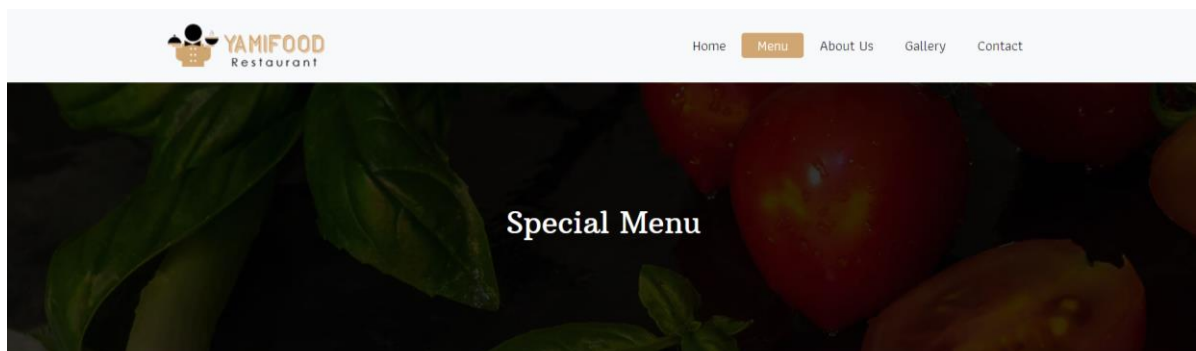 YAMIFOOD
Restaurant
Home Menu About Us Gallery Contact
Special Menu